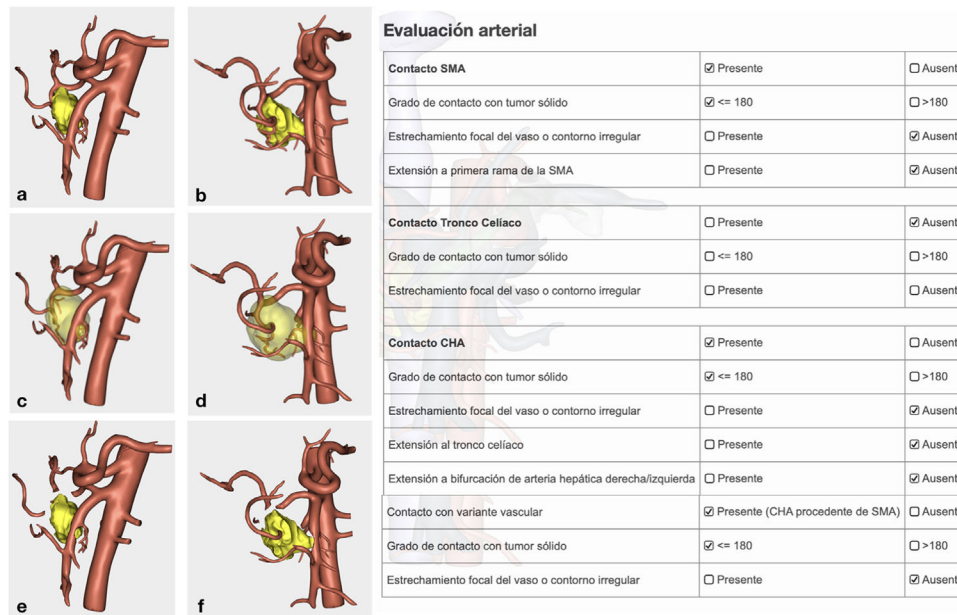 a
b
c
d
e
f
Evaluación arterial
Contacto SMA Presente Ausent
Grado de contacto con tumor sólido <= 180 >180
Estrechamiento focal del vaso o contorno irregular Presente Ausent
Extensión a primera rama de la SMA Presente Ausent
Contacto Tronco Celíaco Presente Ausent
Grado de contacto con tumor sólido <= 180 >180
Estrechamiento focal del vaso o contorno irregular Presente Ausent
Contacto CHA Presente Ausent
Grado de contacto con tumor sólido <= 180 >180
Estrechamiento focal del vaso o contorno irregular Presente Ausent
Extensión al tronco celíaco Presente Ausent
Extensión a bifurcación de arteria hepática derecha/izquierda Presente Ausent
Contacto con variante vascular Presente (CHA procedente de SMA) Ausent
Grado de contacto con tumor sólido <= 180 >180
Estrechamiento focal del vaso o contorno irregular Presente Ausent